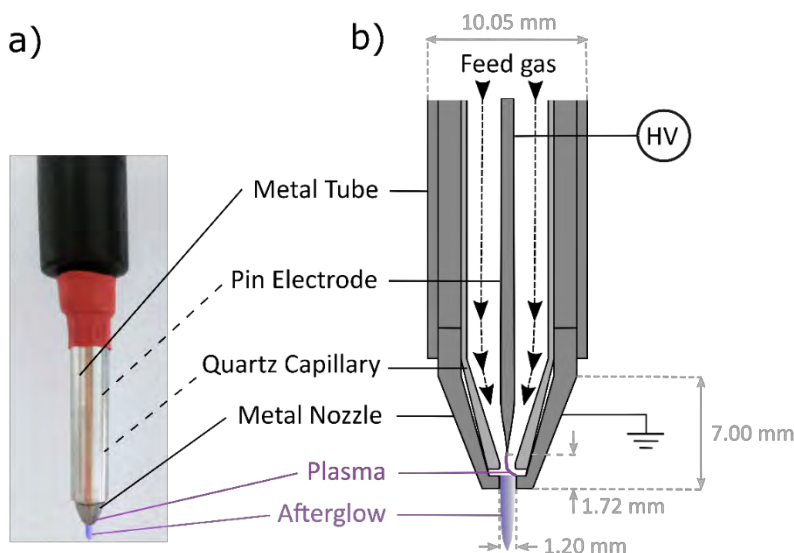 a)
b)
10.05 mm
Feed gas
HV
Metal Tube
Pin Electrode
Quartz Capillary
Metal Nozzle
Plasma
Afterglow
7.00 mm
1.72 mm
1.20 mm